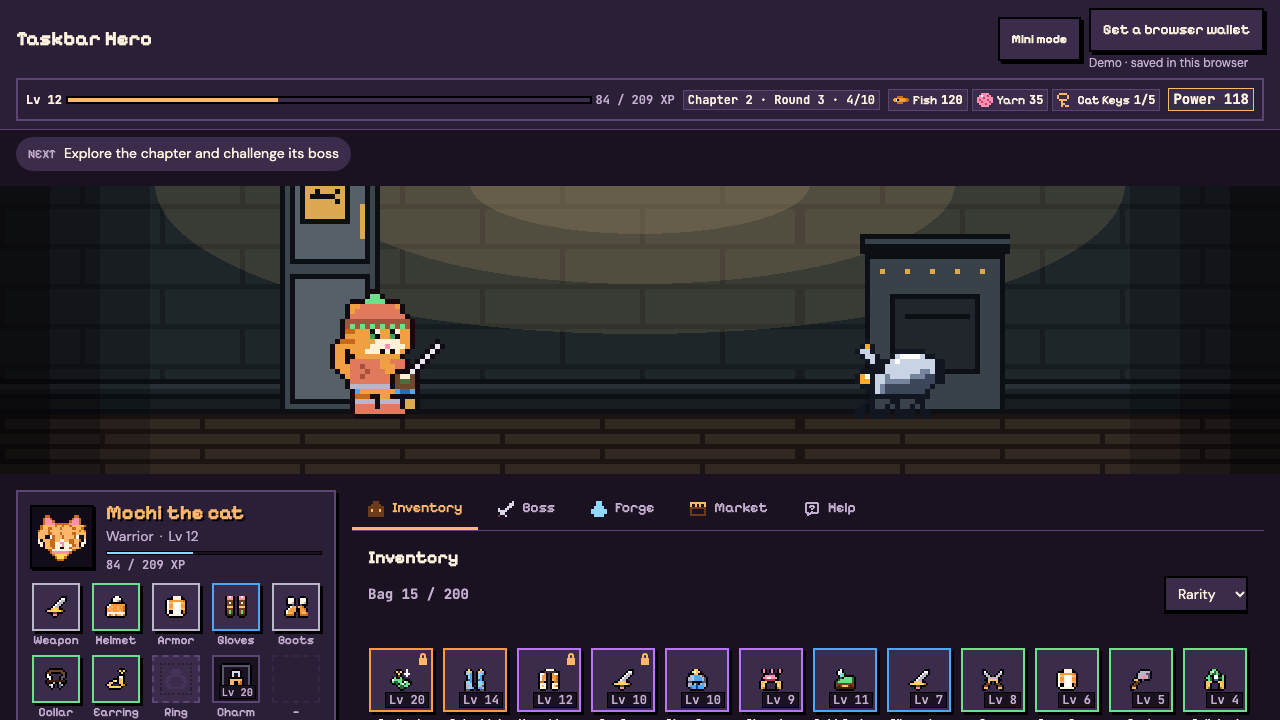 Taskbar Hero
Mini mode
Get a browser wallet
Demo · saved in this browser
Lv 12
84 / 209 XP
Chapter 2 · Round 3 · 4/10
Fish 120
Yarn 35
Oat Keys 1/5
Power 118
NEXT Explore the chapter and challenge its boss
Mochi the cat
Warrior · Lv 12
84 / 209 XP
Weapon
Helmet
Armor
Gloves
Boots
Lv 20
Collar
Earring
Ring
Charm
–
Inventory
Boss
Forge
Market
Help
Inventory
Bag 15 / 200
Rarity
Lv 20
Lv 14
Lv 12
Lv 10
Lv 10
Lv 9
Lv 11
Lv 7
Lv 8
Lv 6
Lv 5
Lv 4